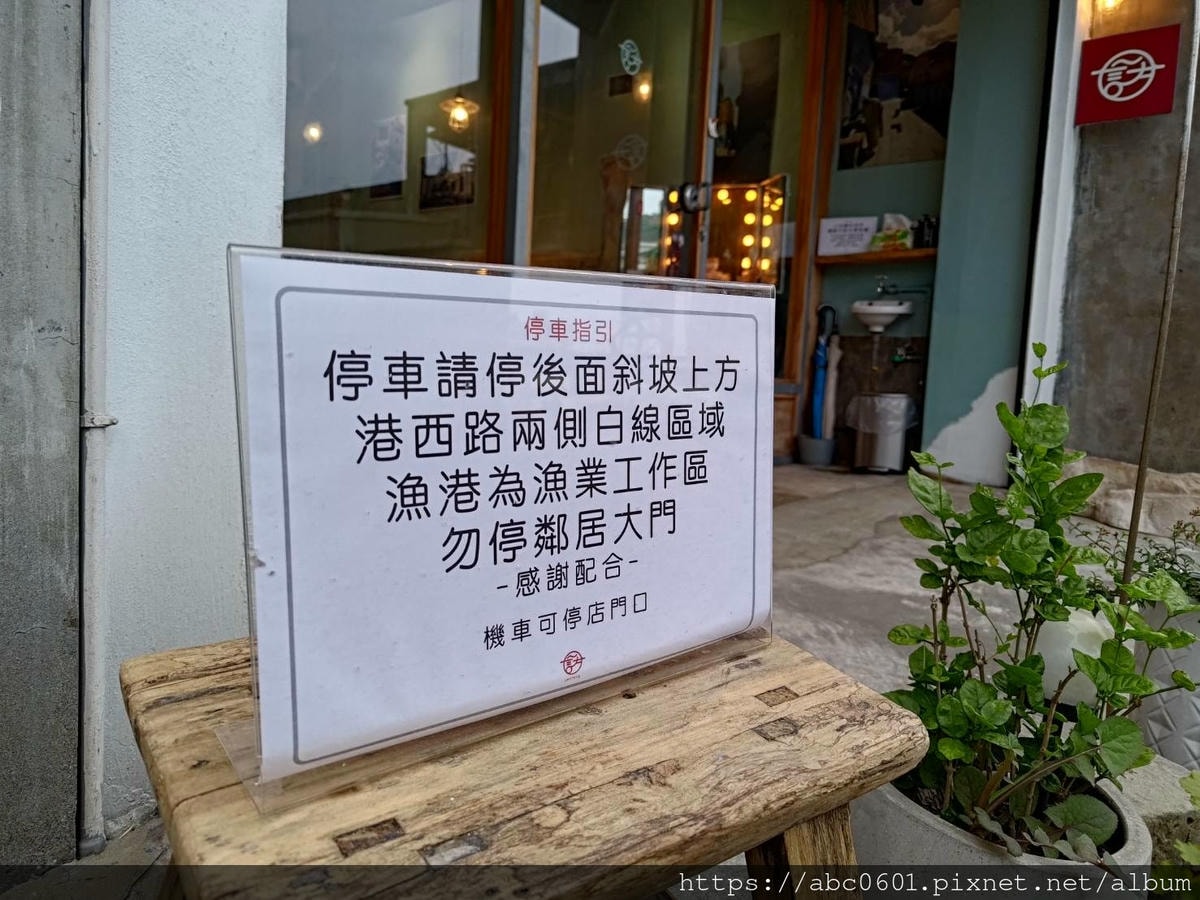 停車指引
停車請停後面斜坡上方
港西路兩側白線區域
漁港為漁業工作區
勿停鄰居大門
-感謝配合-
機車可停店門口
https://abc0601.pixnet.net/album